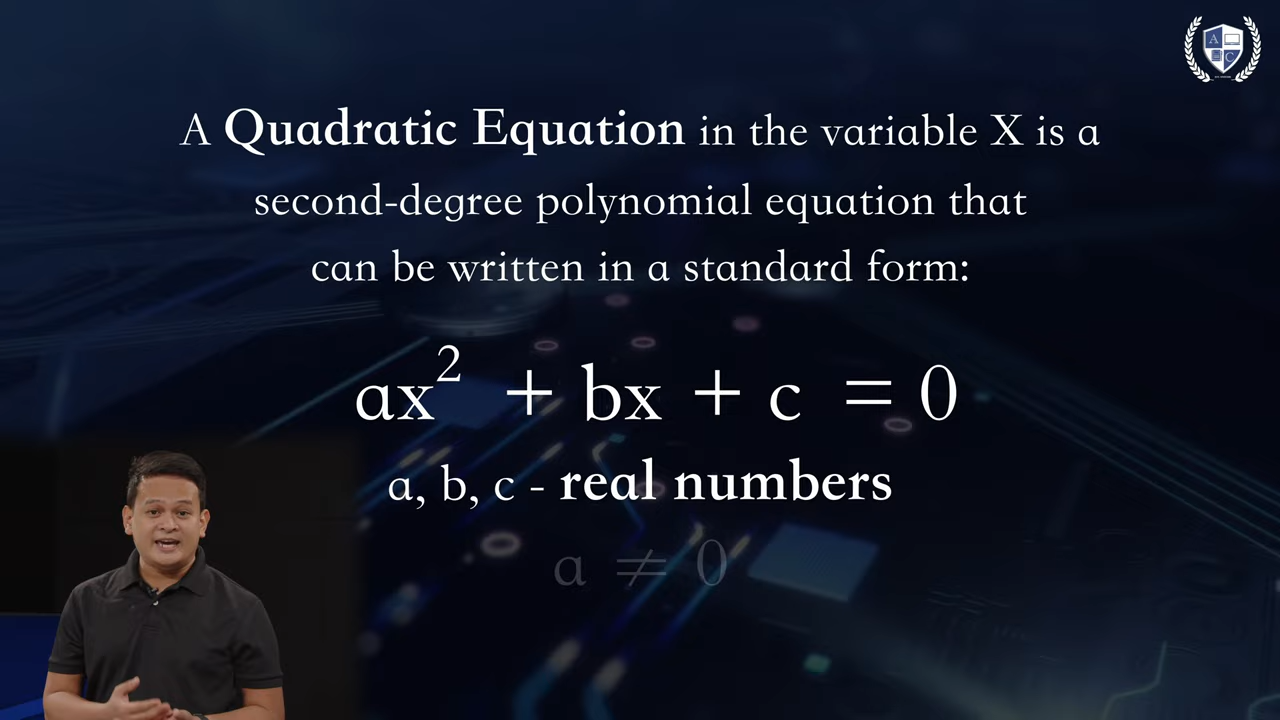 A Quadratic Equation in the variable X is a
second-degree polynomial equation that
can be written in a standard form:
ax² + bx + c = 0
a, b, c - real numbers
a ≠ 0
A
C